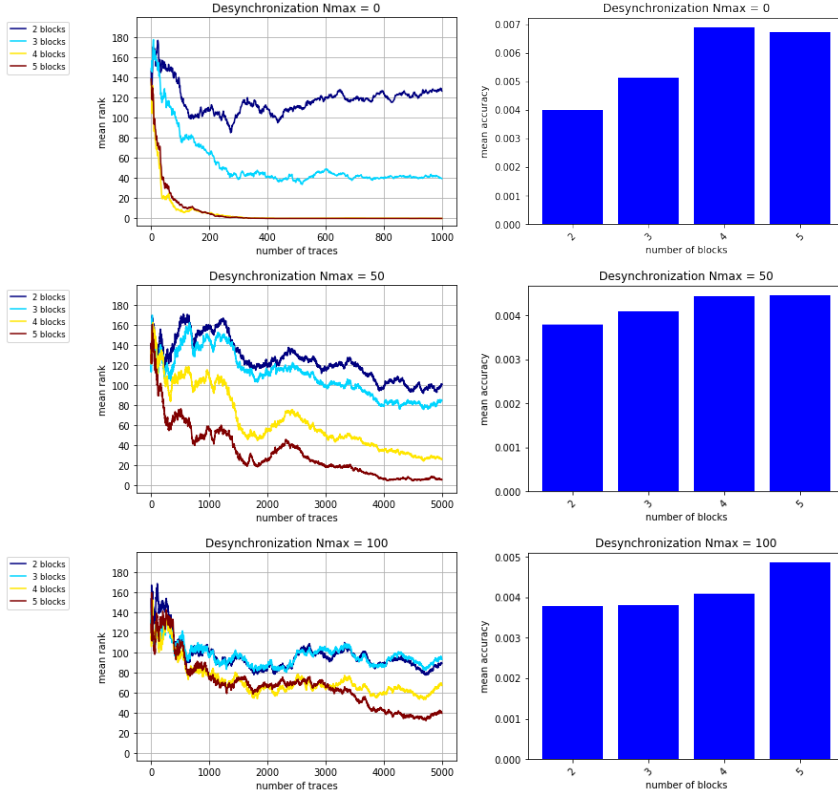 Desynchronization Nmax = 0
2 blocks
3 blocks
4 blocks
5 blocks
mean rank
180
160
140
120
100
80
60
40
20
0
0 200 400 600 800 1000
number of traces
Desynchronization Nmax = 0
mean accuracy
0.007
0.006
0.005
0.004
0.003
0.002
0.001
0.000
2 3 4 5
number of blocks
Desynchronization Nmax = 50
2 blocks
3 blocks
4 blocks
5 blocks
mean rank
180
160
140
120
100
80
60
40
20
0
0 1000 2000 3000 4000 5000
number of traces
Desynchronization Nmax = 50
mean accuracy
0.004
0.003
0.002
0.001
0.000
2 3 4 5
number of blocks
Desynchronization Nmax = 100
2 blocks
3 blocks
4 blocks
5 blocks
mean rank
180
160
140
120
100
80
60
40
20
0
0 1000 2000 3000 4000 5000
number of traces
Desynchronization Nmax = 100
mean accuracy
0.005
0.004
0.003
0.002
0.001
0.000
2 3 4 5
number of blocks